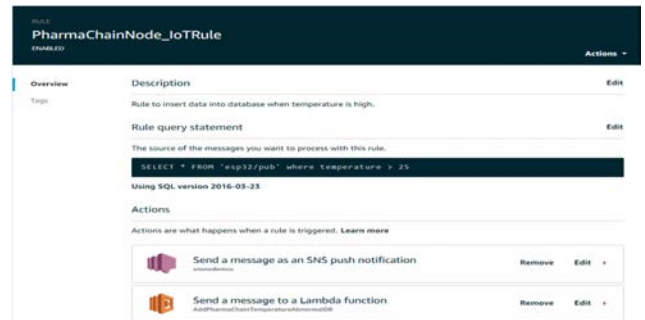 RULE
PharmaChainNode_IoTRule
ENABLED
Actions
Overview
Tags
Description Edit
Rule to insert data into database when temperature is high.
Rule query statement Edit
The source of the messages you want to process with this rule.
SELECT * FROM 'esp32/pub' where temperature > 25
Using SQL version 2016-03-23
Actions
Actions are what happens when a rule is triggered. Learn more
Send a message as an SNS push notification Remove Edit
Send a message to a Lambda function Remove Edit
AddPharmaChainTemperatureAbnormalDB